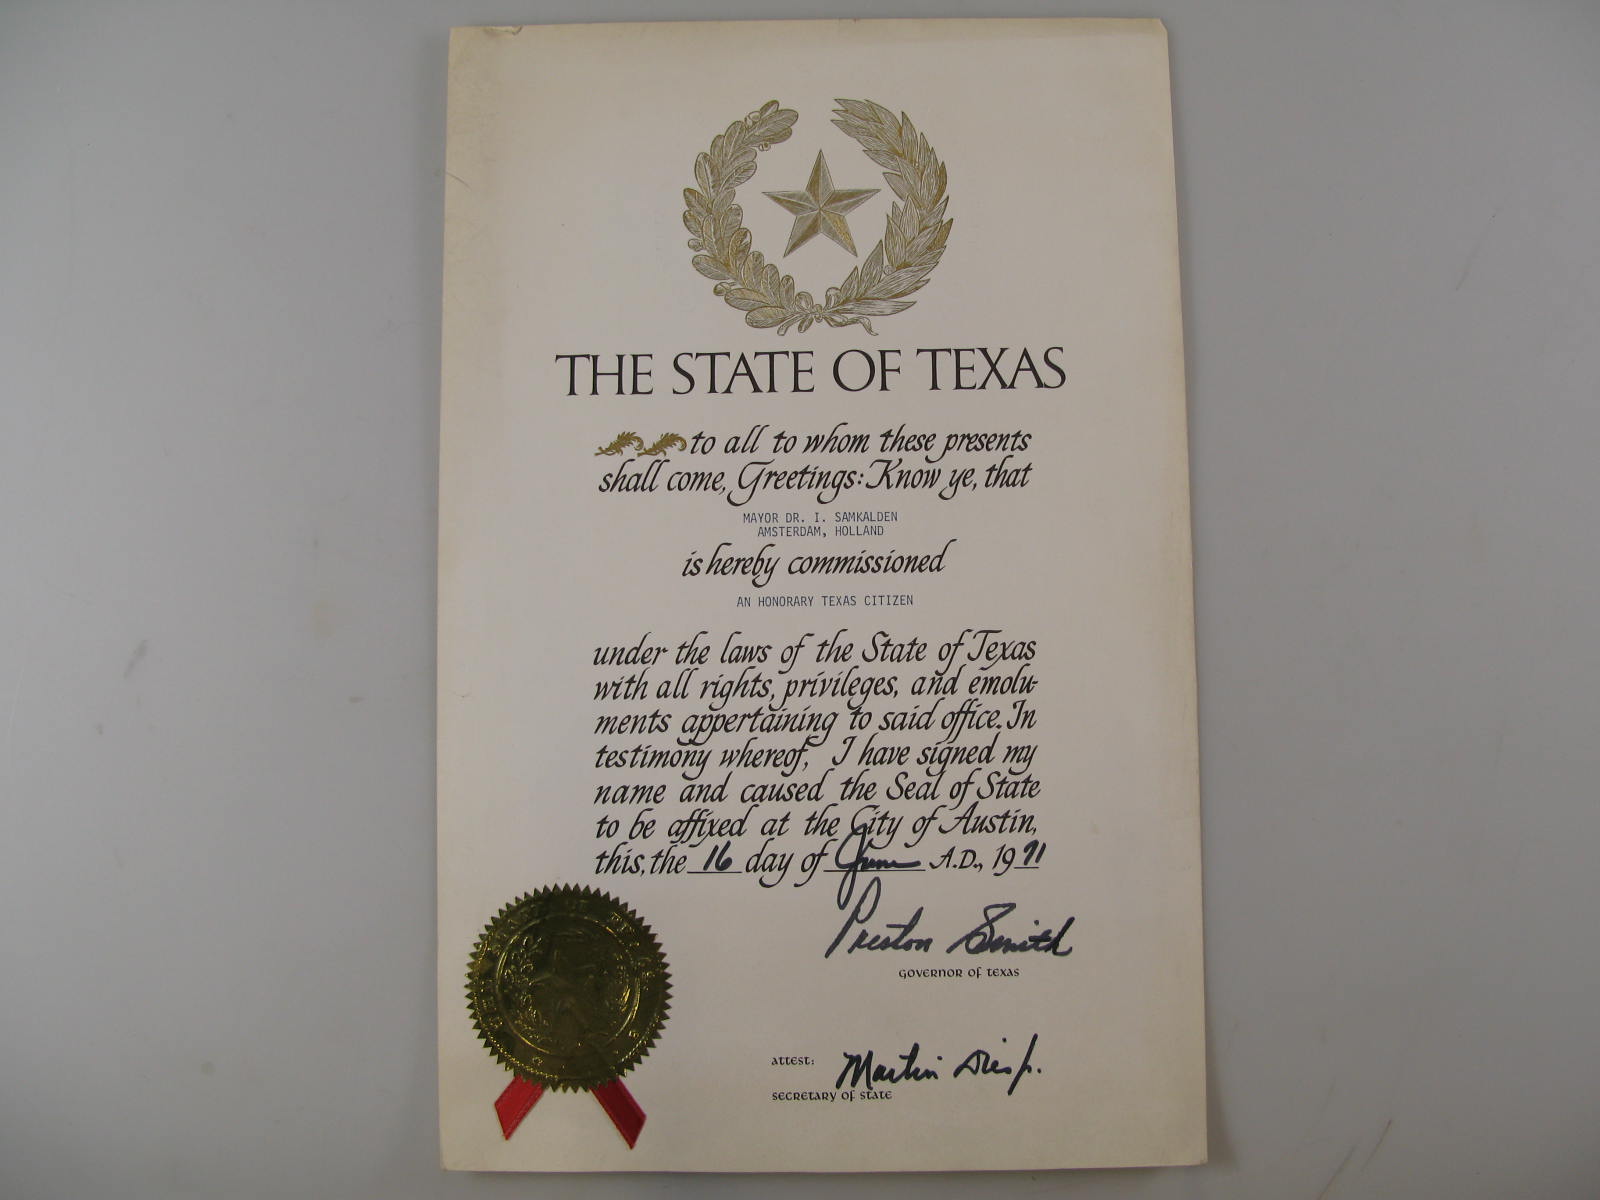 THE STATE OF TEXAS
to all to whom these presents
shall come, Greetings: Know ye, that
MAYOR DR. I. SAMKALDEN
AMSTERDAM, HOLLAND
is hereby commissioned
AN HONORARY TEXAS CITIZEN
under the laws of the State of Texas
with all rights, privileges, and emolu-
ments appertaining to said office. In
testimony whereof, I have signed my
name and caused the Seal of State
to be affixed at the City of Austin,
this, the 16 day of June A.D., 1971
Preston Smith
GOVERNOR OF TEXAS
ATTEST: Martin Dies Jr.
SECRETARY OF STATE